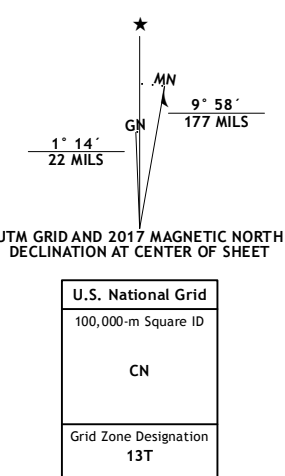 ★
MN
GN
9° 58´
177 MILS
1° 14´
22 MILS
UTM GRID AND 2017 MAGNETIC NORTH
DECLINATION AT CENTER OF SHEET
U.S. National Grid
100,000-m Square ID
CN
Grid Zone Designation
13T